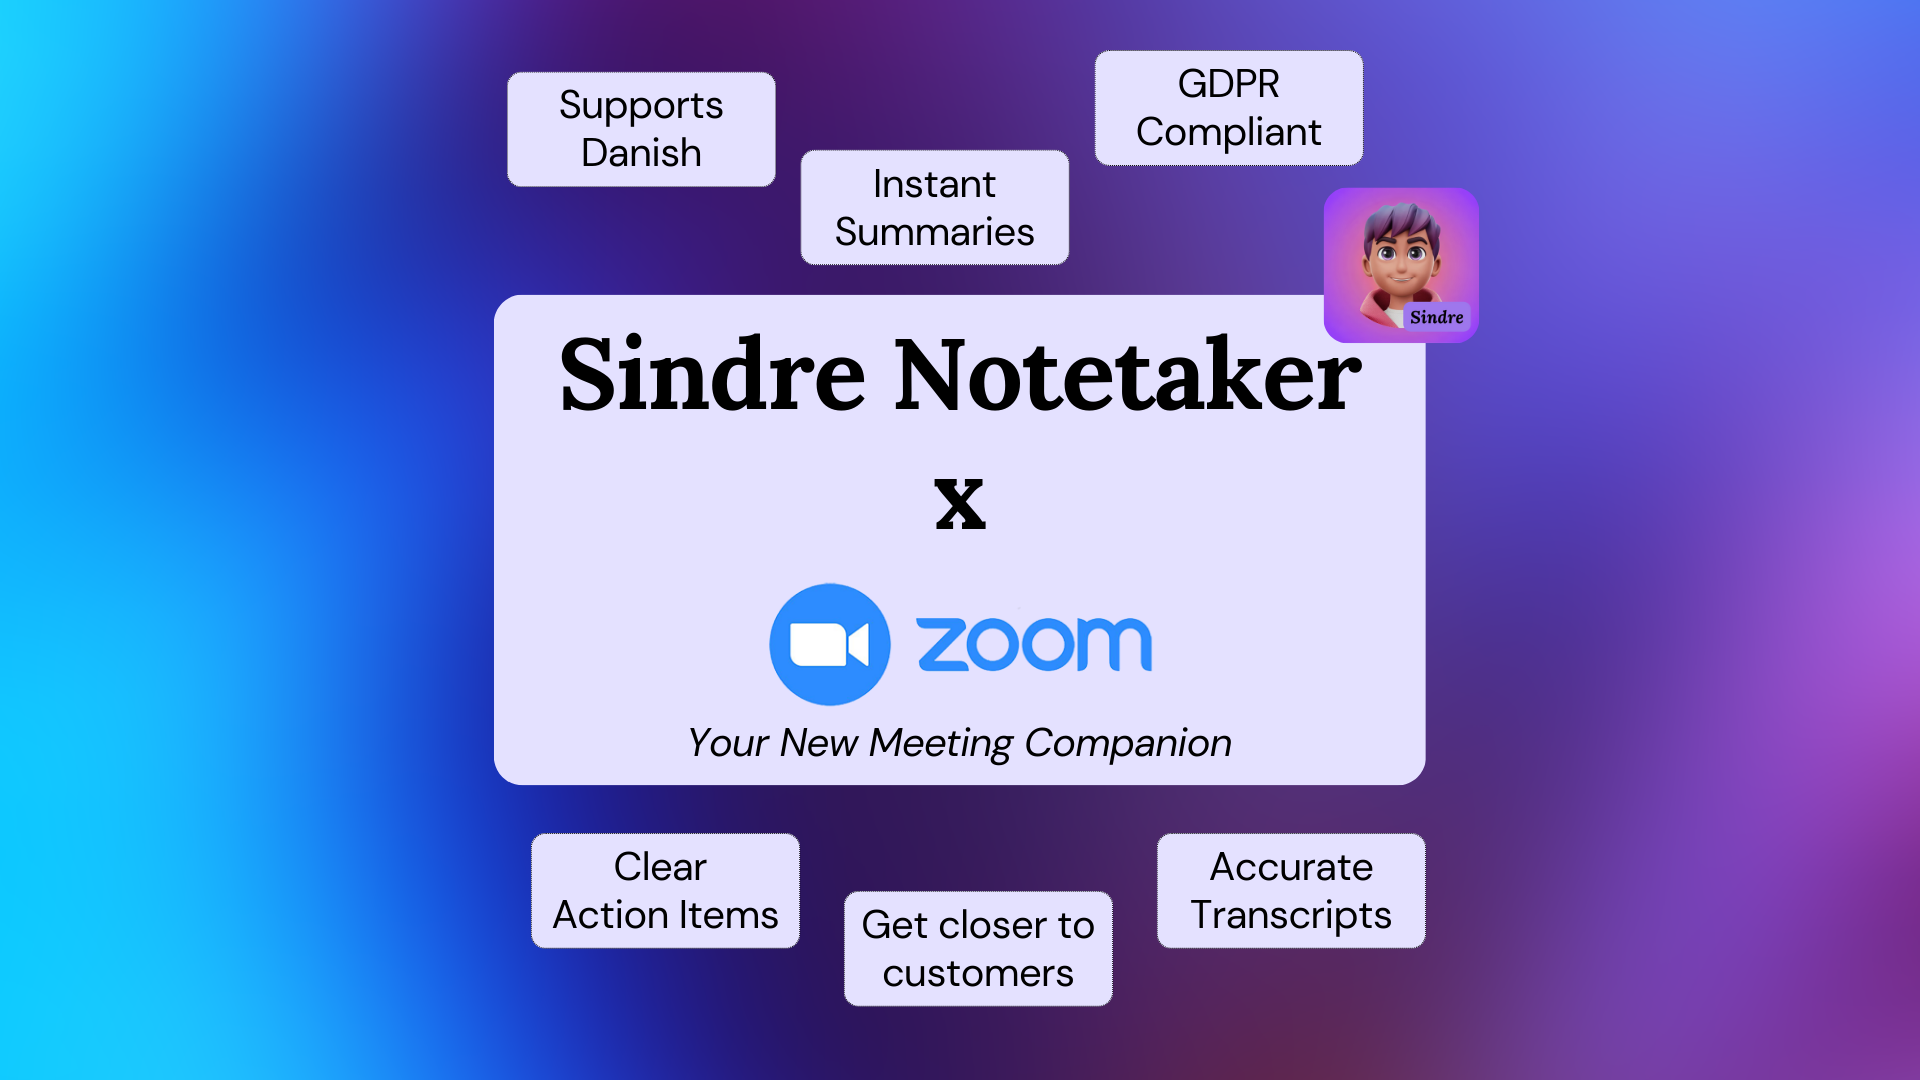 Supports
Danish
GDPR
Compliant
Instant
Summaries
Sindre
Sindre Notetaker
x
zoom
Your New Meeting Companion
Clear
Action Items
Accurate
Transcripts
Get closer to
customers